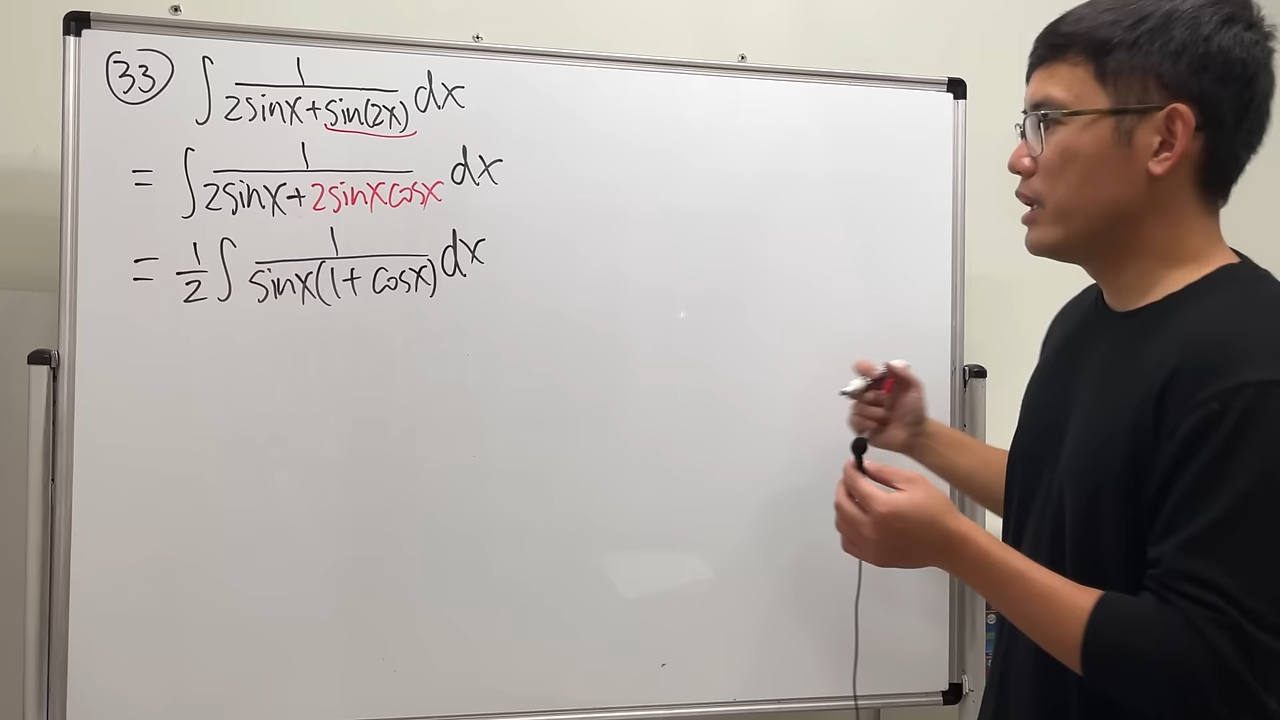 33 ∫ 1/(2sinx+sin(2x)) dx
= ∫ 1/(2sinx+2sinxcosx) dx
= 1/2 ∫ 1/(sinx(1+cosx)) dx